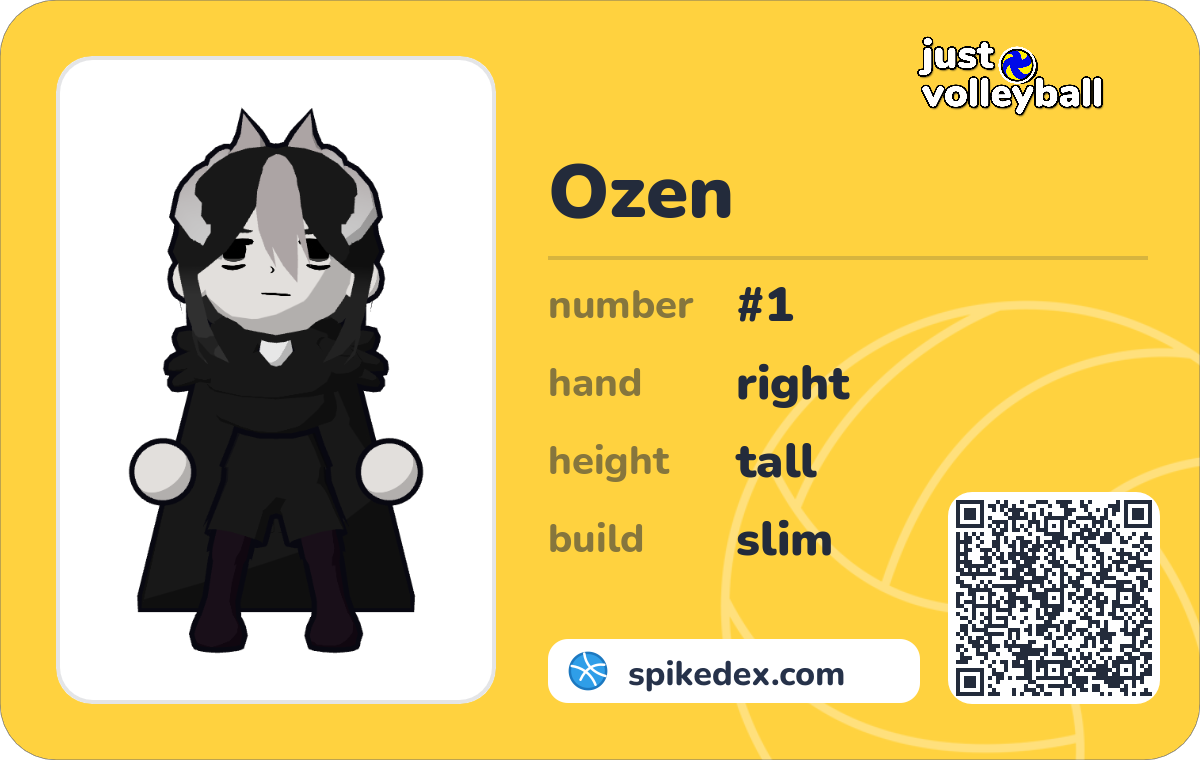 just
volleyball
Ozen
number #1
hand right
height tall
build slim
spikedex.com